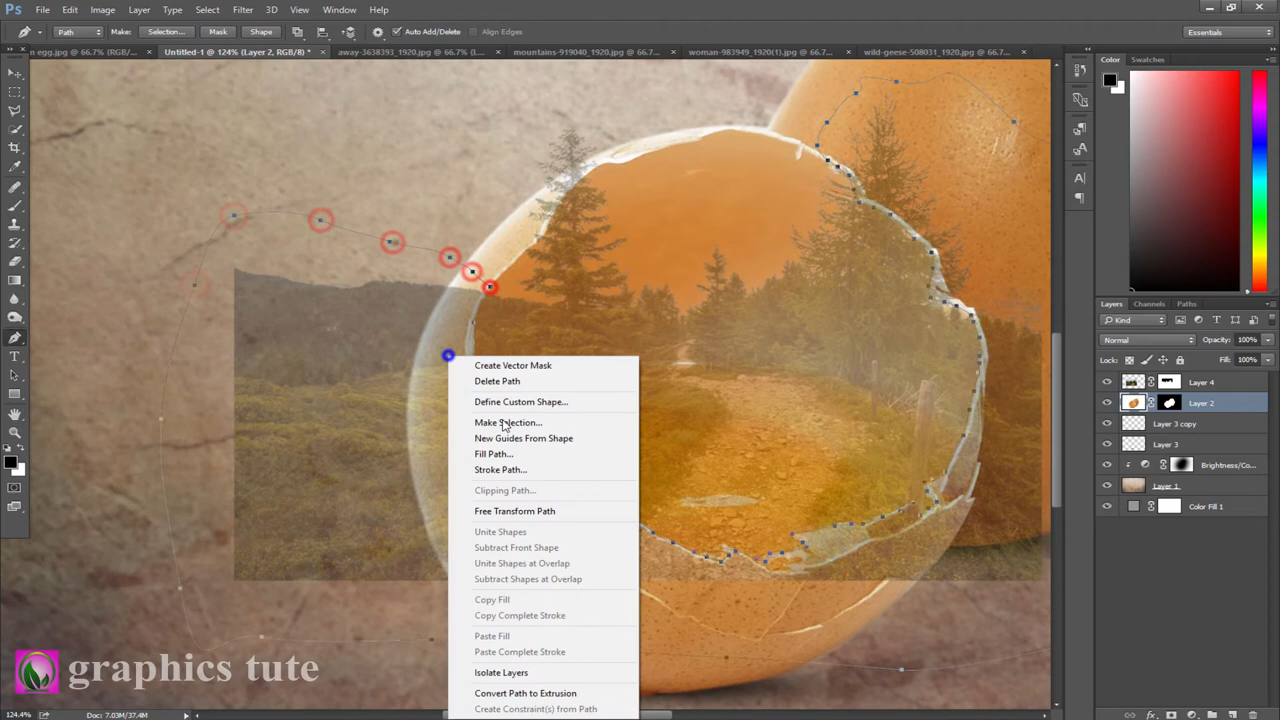 Ps File Edit Image Layer Type Select Filter 3D View Window Help
Path Make: Selection... Mask Shape Auto Add/Delete Align Edges Essentials
n egg.jpg @ 66.7% (RGB/8... × Untitled-1 @ 124% (Layer 2, RGB/8) * × away-3638393_1920.jpg @ 66.7% (L... × mountains-919040_1920.jpg @ 66.7%... × woman-983949_1920(1).jpg @ 66.7... × wild-geese-508031_1920.jpg @ 66.7... ×
Color Swatches
Layers Channels Paths
Kind
Normal Opacity: 100%
Lock: Fill: 100%
Layer 4
Layer 2
Layer 3 copy
Layer 3
Brightness/Co...
Layer 1
Color Fill 1
Create Vector Mask
Delete Path
Define Custom Shape...
Make Selection...
New Guides From Shape
Fill Path...
Stroke Path...
Clipping Path...
Free Transform Path
Unite Shapes
Subtract Front Shape
Unite Shapes at Overlap
Subtract Shapes at Overlap
Copy Fill
Copy Complete Stroke
Paste Fill
Paste Complete Stroke
Isolate Layers
Convert Path to Extrusion
Create Constraint(s) from Path
graphics tute
124.4% Doc: 7.03M/37.4M